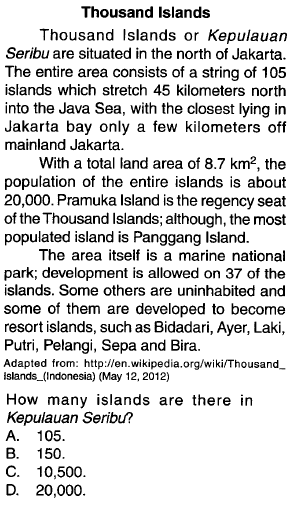 Thousand Islands
Thousand Islands or Kepulauan
Seribu are situated in the north of Jakarta.
The entire area consists of a string of 105
islands which stretch 45 kilometers north
into the Java Sea, with the closest lying in
Jakarta bay only a few kilometers off
mainland Jakarta.
With a total land area of 8.7 km², the
population of the entire islands is about
20,000. Pramuka Island is the regency seat
of the Thousand Islands; although, the most
populated island is Panggang Island.
The area itself is a marine national
park; development is allowed on 37 of the
islands. Some others are uninhabited and
some of them are developed to become
resort islands, such as Bidadari, Ayer, Laki,
Putri, Pelangi, Sepa and Bira.
Adapted from: http://en.wikipedia.org/wiki/Thousand_
Islands_(Indonesia) (May 12, 2012)
How many islands are there in
Kepulauan Seribu?
A. 105.
B. 150.
C. 10,500.
D. 20,000.